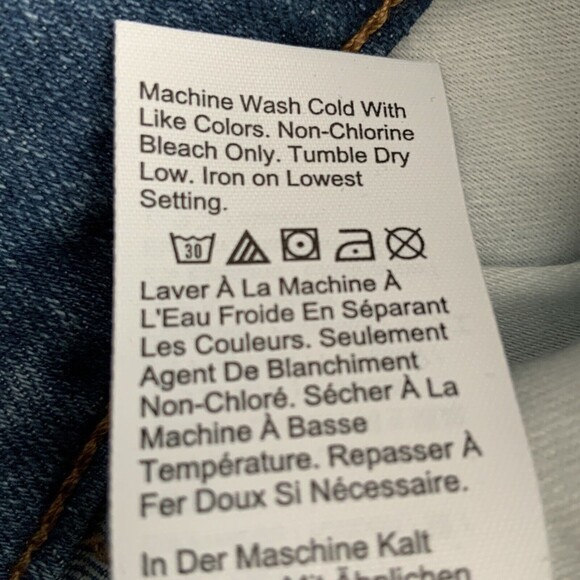 Machine Wash Cold With
Like Colors. Non-Chlorine
Bleach Only. Tumble Dry
Low. Iron on Lowest
Setting.
30
Laver À La Machine À
L'Eau Froide En Séparant
Les Couleurs. Seulement
Agent De Blanchiment
Non-Chloré. Sécher À La
Machine À Basse
Température. Repasser À
Fer Doux Si Nécessaire.
In Der Maschine Kalt
Mit Ähnlichen